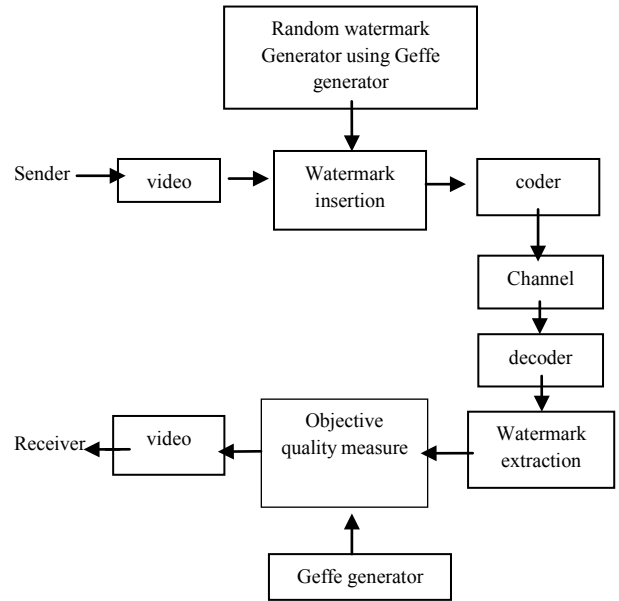 Random watermark
Generator using Geffe
generator
Sender
video
Watermark
insertion
coder
Channel
decoder
Watermark
extraction
Objective
quality measure
video
Receiver
Geffe generator